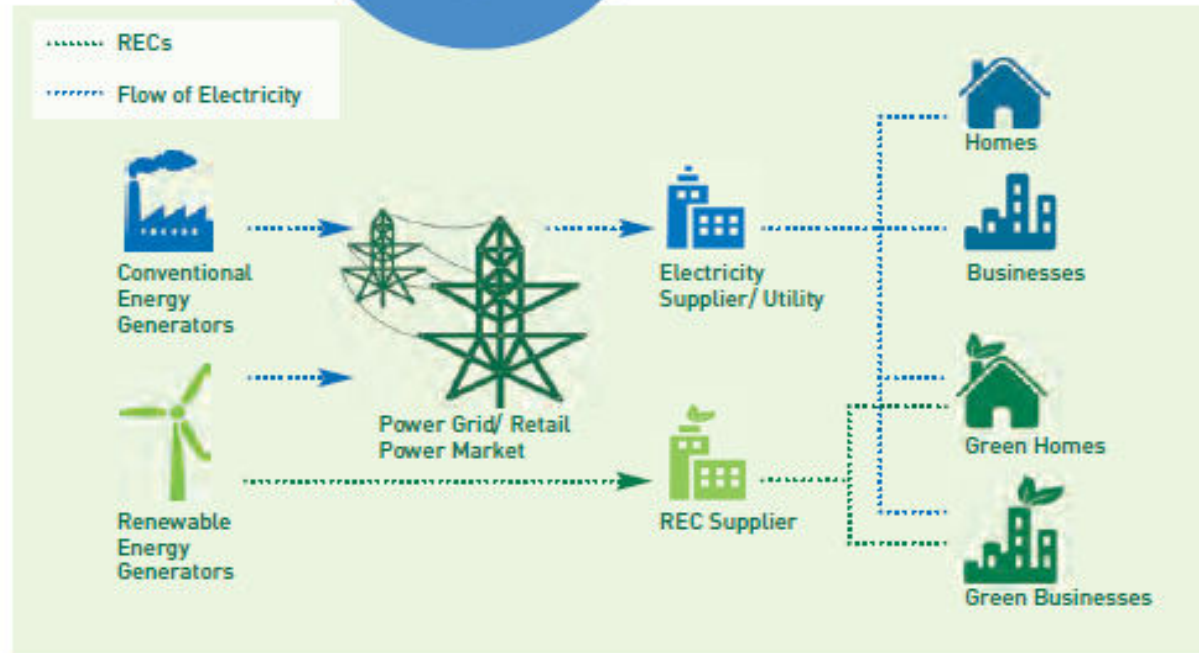 RECs
Flow of Electricity
Homes
Conventional
Energy
Generators
Electricity
Supplier/ Utility
Businesses
Power Grid/ Retail
Power Market
Green Homes
Renewable
Energy
Generators
REC Supplier
Green Businesses